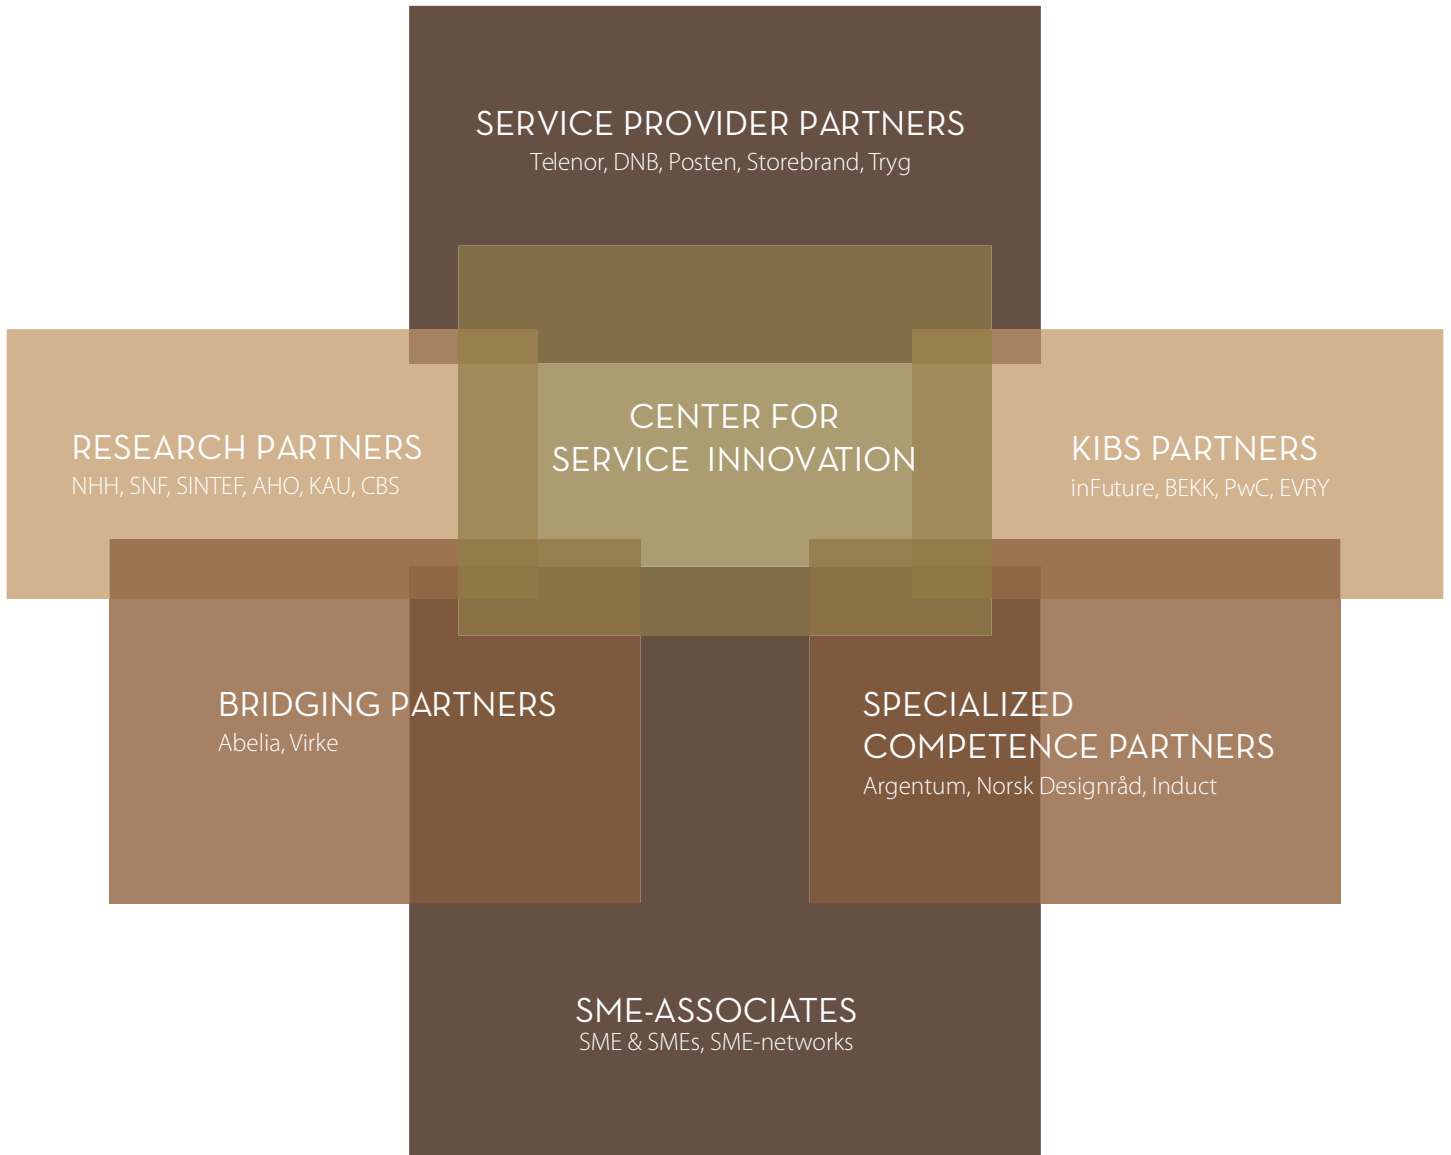 SERVICE PROVIDER PARTNERS
Telenor, DNB, Posten, Storebrand, Tryg
CENTER FOR
SERVICE INNOVATION
RESEARCH PARTNERS
NHH, SNF, SINTEF, AHO, KAU, CBS
KIBS PARTNERS
inFuture, BEKK, PwC, EVRY
BRIDGING PARTNERS
Abelia, Virke
SPECIALIZED
COMPETENCE PARTNERS
Argentum, Norsk Designråd, Induct
SME-ASSOCIATES
SME & SMEs, SME-networks